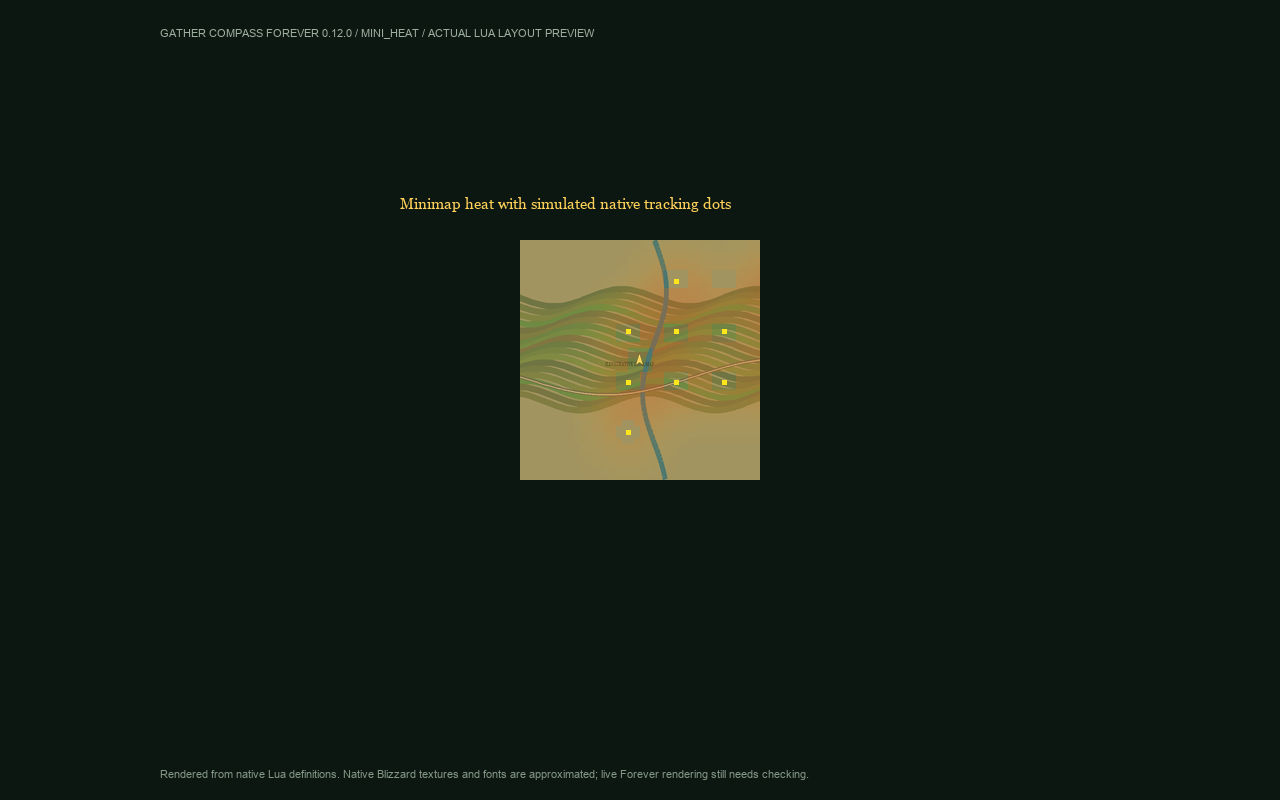 GATHER COMPASS FOREVER 0.12.0 / MINI_HEAT / ACTUAL LUA LAYOUT PREVIEW
Minimap heat with simulated native tracking dots
Rendered from native Lua definitions. Native Blizzard textures and fonts are approximated; live Forever rendering still needs checking.